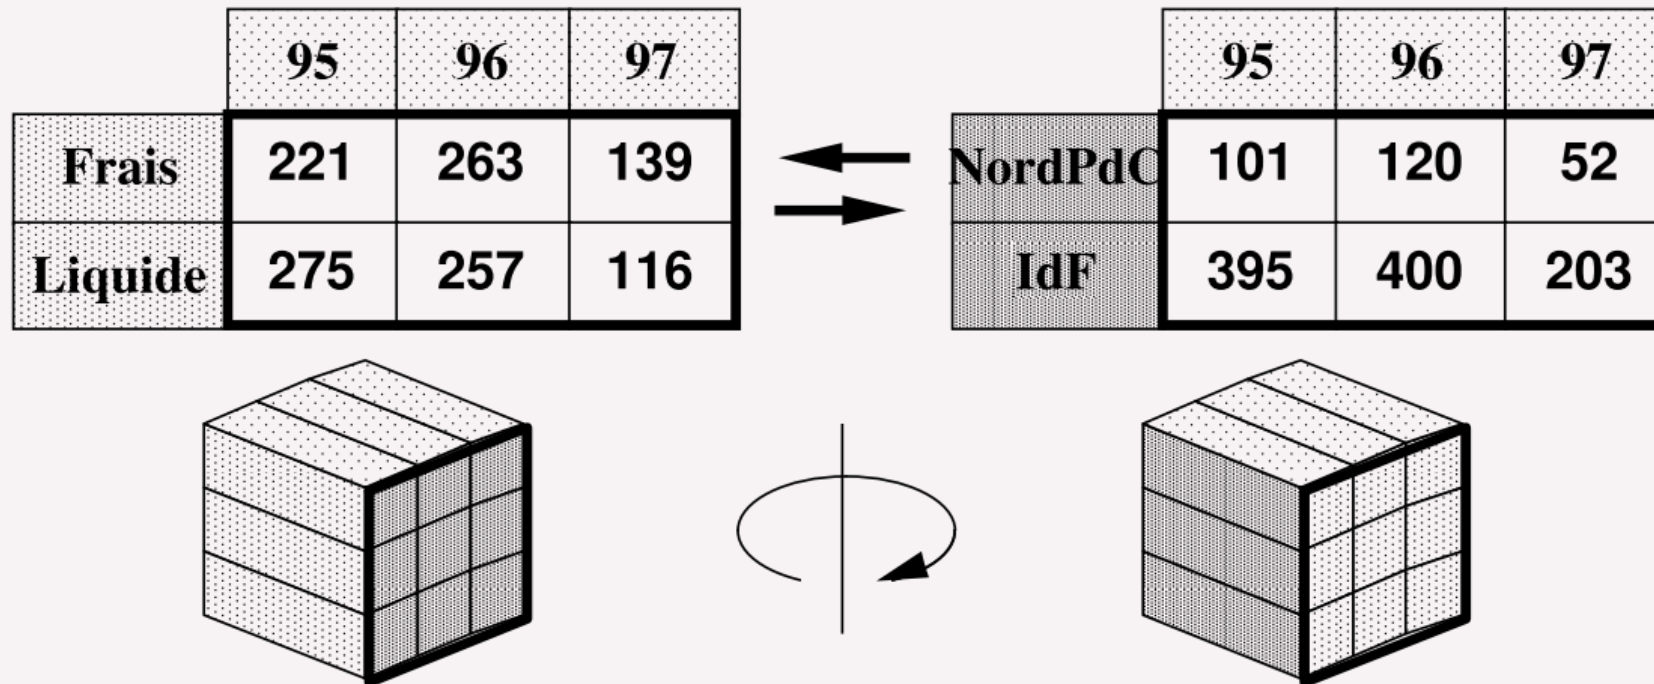 95 96 97
Frais 221 263 139
Liquide 275 257 116
95 96 97
NordPdC 101 120 52
IdF 395 400 203